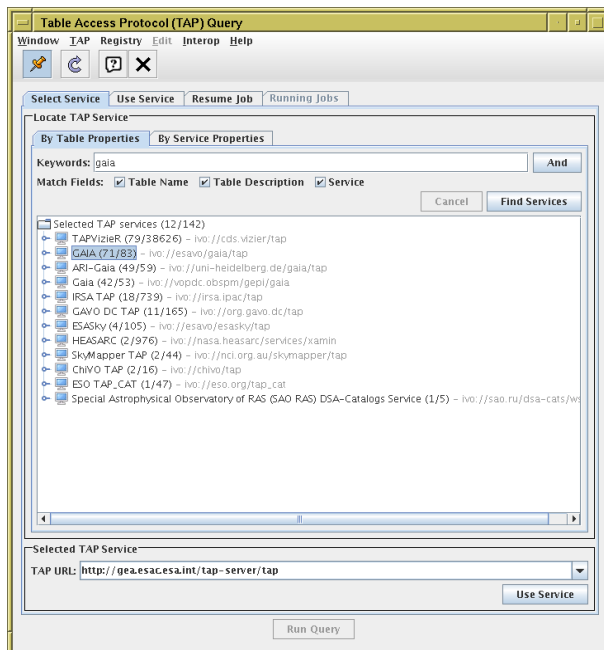 Table Access Protocol (TAP) Query
Window TAP Registry Edit Interop Help
Select Service Use Service Resume Job Running Jobs
Locate TAP Service
By Table Properties By Service Properties
Keywords: gaia And
Match Fields: Table Name Table Description Service
Cancel Find Services
Selected TAP services (12/142)
TAPVizieR (79/38626) - ivo://cds.vizier/tap
GAIA (71/83) - ivo://esavo/gaia/tap
ARI-Gaia (49/59) - ivo://uni-heidelberg.de/gaia/tap
Gaia (42/53) - ivo://vopdc.obspm/gepi/gaia
IRSA TAP (18/739) - ivo://irsa.ipac/tap
GAVO DC TAP (11/165) - ivo://org.gavo.dc/tap
ESASky (4/105) - ivo://esavo/esasky/tap
HEASARC (2/976) - ivo://nasa.heasarc/services/xamin
SkyMapper TAP (2/44) - ivo://nci.org.au/skymapper/tap
ChiVO TAP (2/16) - ivo://chivo/tap
ESO TAP_CAT (1/47) - ivo://eso.org/tap_cat
Special Astrophysical Observatory of RAS (SAO RAS) DSA-Catalogs Service (1/5) - ivo://sao.ru/dsa-cats/ws
Selected TAP Service
TAP URL: http://gea.esac.esa.int/tap-server/tap
Use Service
Run Query